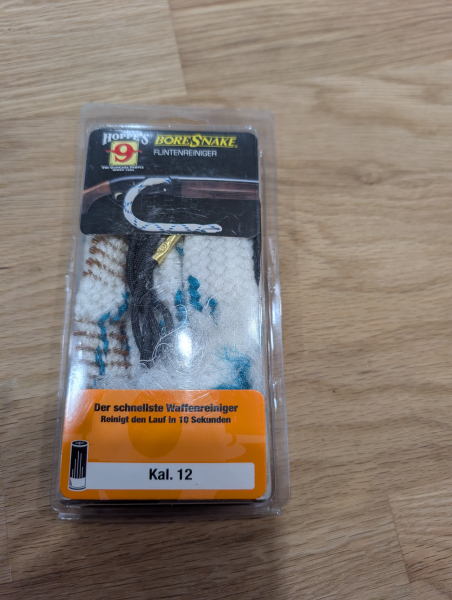 HOPPE'S
9
BORESNAKE
FLINTENREINIGER
Der schnellste Waffenreiniger
Reinigt den Lauf in 10 Sekunden
Kal. 12